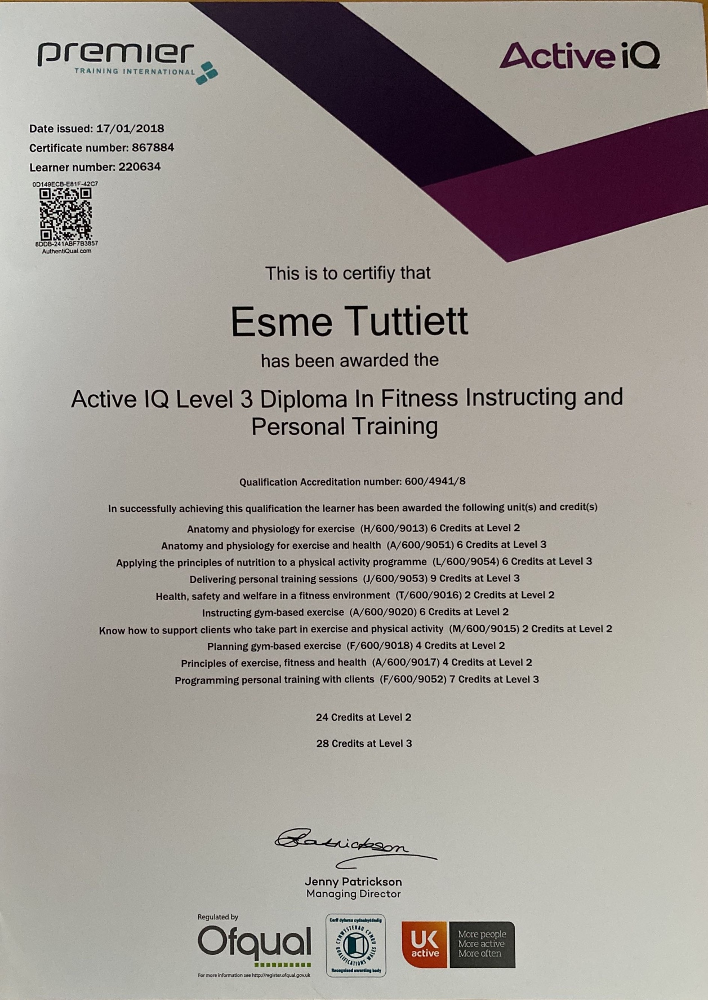 premier
TRAINING INTERNATIONAL
Active iQ
Date issued: 17/01/2018
Certificate number: 867884
Learner number: 220634
0D149ECB-E81F-42C7
8DDB-241ABF7B3857
AuthentiQual.com
This is to certifiy that
Esme Tuttiett
has been awarded the
Active IQ Level 3 Diploma In Fitness Instructing and
Personal Training
Qualification Accreditation number: 600/4941/8
In successfully achieving this qualification the learner has been awarded the following unit(s) and credit(s)
Anatomy and physiology for exercise (H/600/9013) 6 Credits at Level 2
Anatomy and physiology for exercise and health (A/600/9051) 6 Credits at Level 3
Applying the principles of nutrition to a physical activity programme (L/600/9054) 6 Credits at Level 3
Delivering personal training sessions (J/600/9053) 9 Credits at Level 3
Health, safety and welfare in a fitness environment (T/600/9016) 2 Credits at Level 2
Instructing gym-based exercise (A/600/9020) 6 Credits at Level 2
Know how to support clients who take part in exercise and physical activity (M/600/9015) 2 Credits at Level 2
Planning gym-based exercise (F/600/9018) 4 Credits at Level 2
Principles of exercise, fitness and health (A/600/9017) 4 Credits at Level 2
Programming personal training with clients (F/600/9052) 7 Credits at Level 3
24 Credits at Level 2
28 Credits at Level 3
Patrickson
Jenny Patrickson
Managing Director
Regulated by
Ofqual
For more information see http://register.ofqual.gov.uk
Corff dyfarnu cydnabyddedig
CYMWYSTERAU CYMRU
QUALIFICATIONS WALES
Recognised awarding body
UK
active
More people
More active
More often